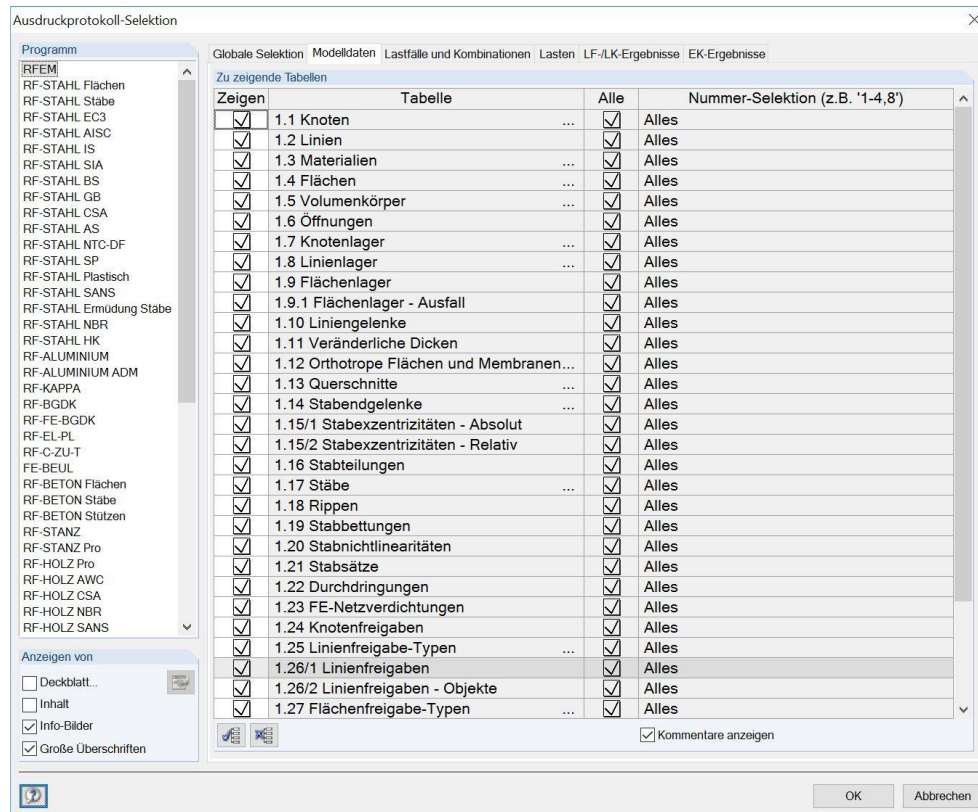 Ausdruckprotokoll-Selektion
Programm
RFEM
RF-STAHL Flächen
RF-STAHL Stäbe
RF-STAHL EC3
RF-STAHL AISC
RF-STAHL IS
RF-STAHL SIA
RF-STAHL BS
RF-STAHL GB
RF-STAHL CSA
RF-STAHL AS
RF-STAHL NTC-DF
RF-STAHL SP
RF-STAHL Plastisch
RF-STAHL SANS
RF-STAHL Ermüdung Stäbe
RF-STAHL NBR
RF-STAHL HK
RF-ALUMINIUM
RF-ALUMINIUM ADM
RF-KAPPA
RF-BGDK
RF-FE-BGDK
RF-EL-PL
RF-C-ZU-T
FE-BEUL
RF-BETON Flächen
RF-BETON Stäbe
RF-BETON Stützen
RF-STANZ
RF-STANZ Pro
RF-HOLZ Pro
RF-HOLZ AWC
RF-HOLZ CSA
RF-HOLZ NBR
RF-HOLZ SANS
Anzeigen von
Deckblatt...
Inhalt
Info-Bilder
Große Überschriften
Globale Selektion Modelldaten Lastfälle und Kombinationen Lasten LF-/LK-Ergebnisse EK-Ergebnisse
Zu zeigende Tabellen
Zeigen Tabelle Alle Nummer-Selektion (z.B. '1-4,8')
1.1 Knoten ... Alles
1.2 Linien Alles
1.3 Materialien ... Alles
1.4 Flächen ... Alles
1.5 Volumenkörper ... Alles
1.6 Öffnungen Alles
1.7 Knotenlager ... Alles
1.8 Linienlager ... Alles
1.9 Flächenlager Alles
1.9.1 Flächenlager - Ausfall Alles
1.10 Liniengelenke Alles
1.11 Veränderliche Dicken Alles
1.12 Orthotrope Flächen und Membranen... Alles
1.13 Querschnitte ... Alles
1.14 Stabendgelenke ... Alles
1.15/1 Stabexzentrizitäten - Absolut Alles
1.15/2 Stabexzentrizitäten - Relativ Alles
1.16 Stabteilungen Alles
1.17 Stäbe ... Alles
1.18 Rippen Alles
1.19 Stabbettungen Alles
1.20 Stabnichtlinearitäten Alles
1.21 Stabsätze Alles
1.22 Durchdringungen Alles
1.23 FE-Netzverdichtungen Alles
1.24 Knotenfreigaben Alles
1.25 Linienfreigabe-Typen ... Alles
1.26/1 Linienfreigaben Alles
1.26/2 Linienfreigaben - Objekte Alles
1.27 Flächenfreigabe-Typen ... Alles
Kommentare anzeigen
OK Abbrechen